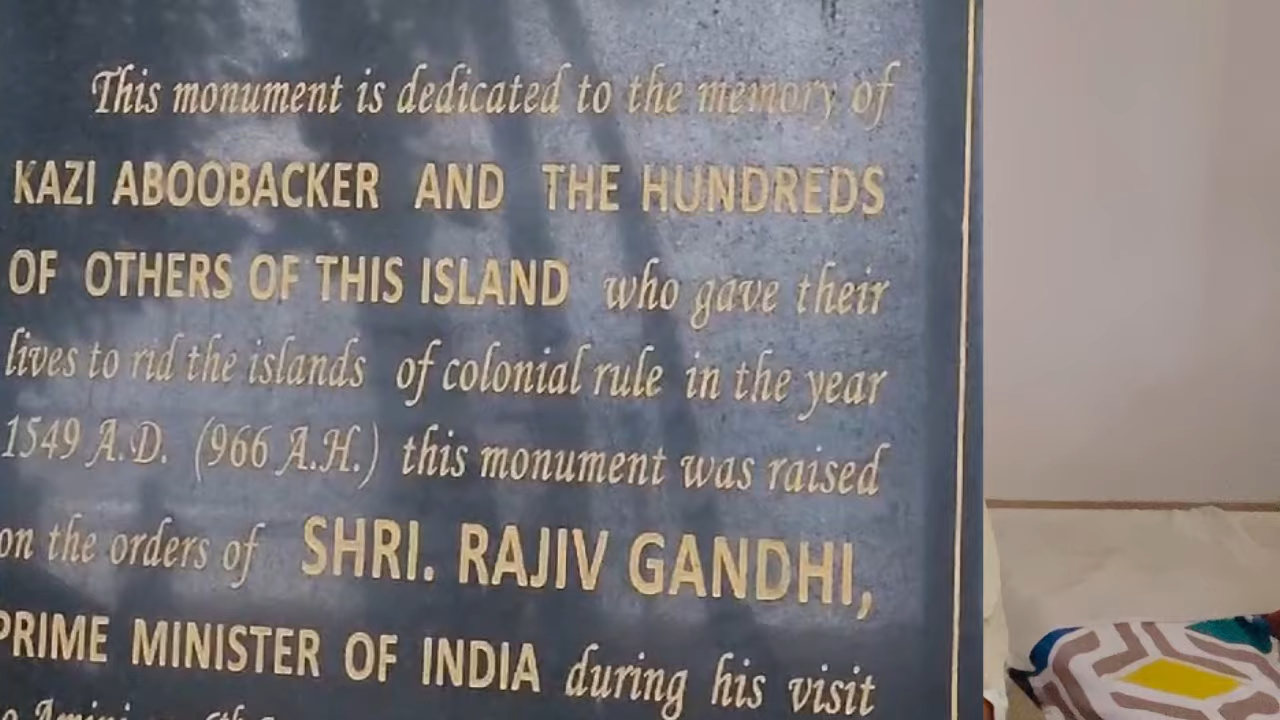 This monument is dedicated to the memory of
KAZI ABOOBACKER AND THE HUNDREDS
OF OTHERS OF THIS ISLAND who gave their
lives to rid the islands of colonial rule in the year
1549 A.D. (966 A.H.) this monument was raised
on the orders of SHRI. RAJIV GANDHI,
PRIME MINISTER OF INDIA during his visit
Amini